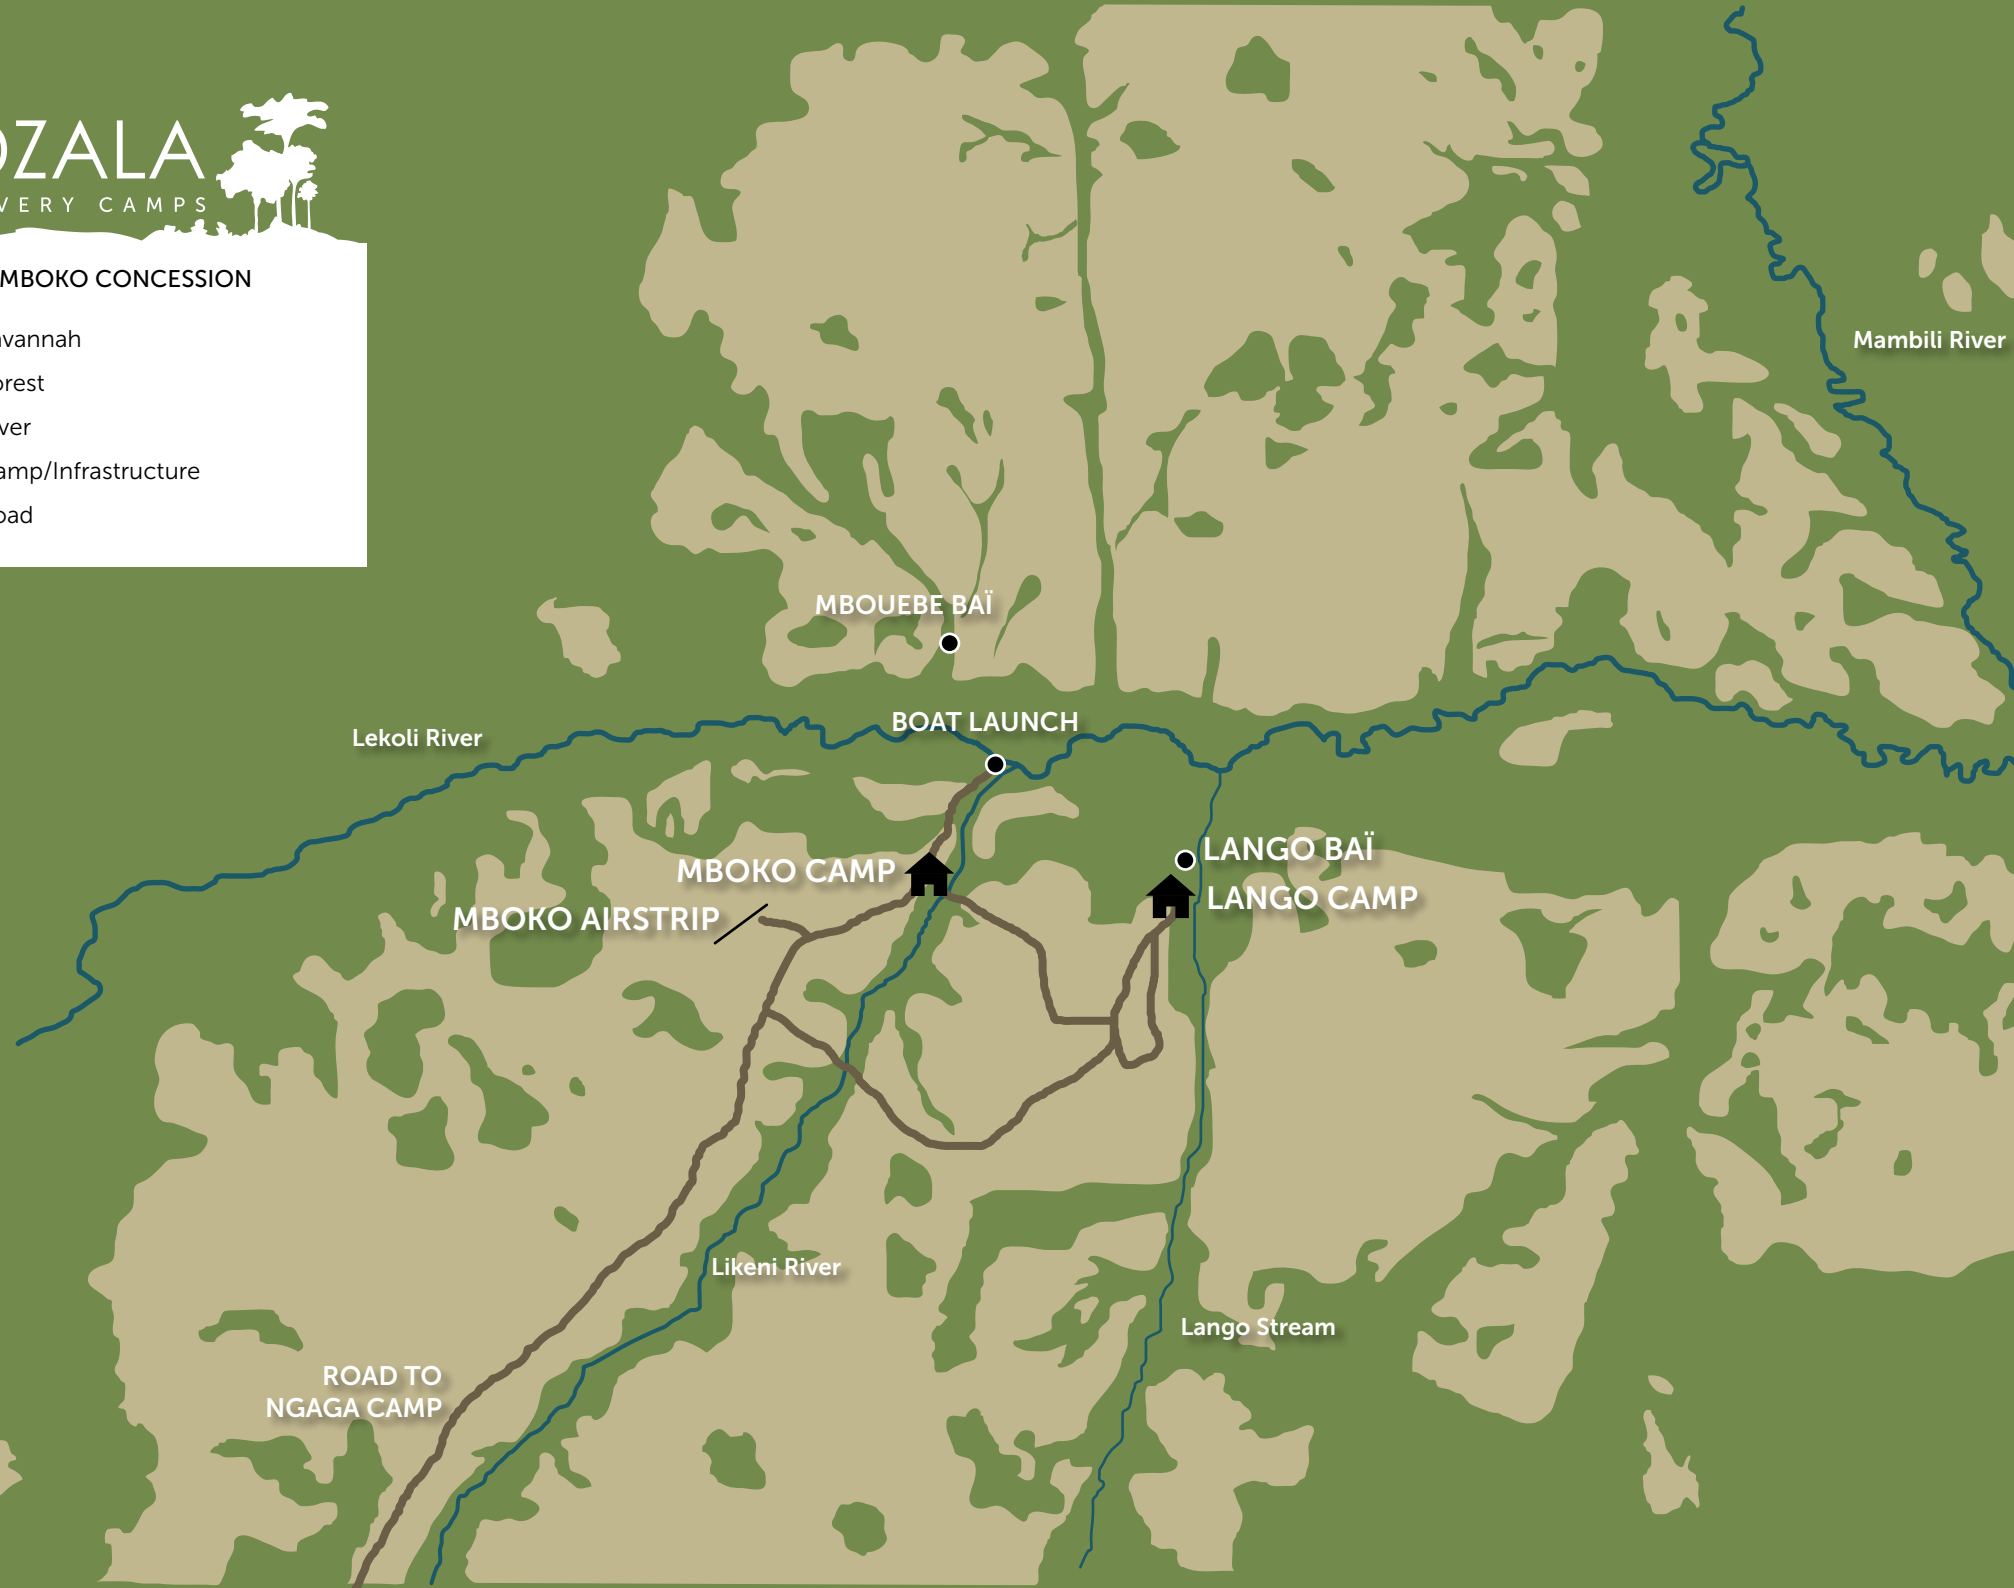 ZALA
VERY CAMPS
MBOKO CONCESSION
vannah
orest
ver
amp/Infrastructure
oad
Mambili River
MBOUEBE BAÏ
BOAT LAUNCH
Lekoli River
LANGO BAÏ
MBOKO CAMP
LANGO CAMP
MBOKO AIRSTRIP
Likeni River
Lango Stream
ROAD TO
NGAGA CAMP